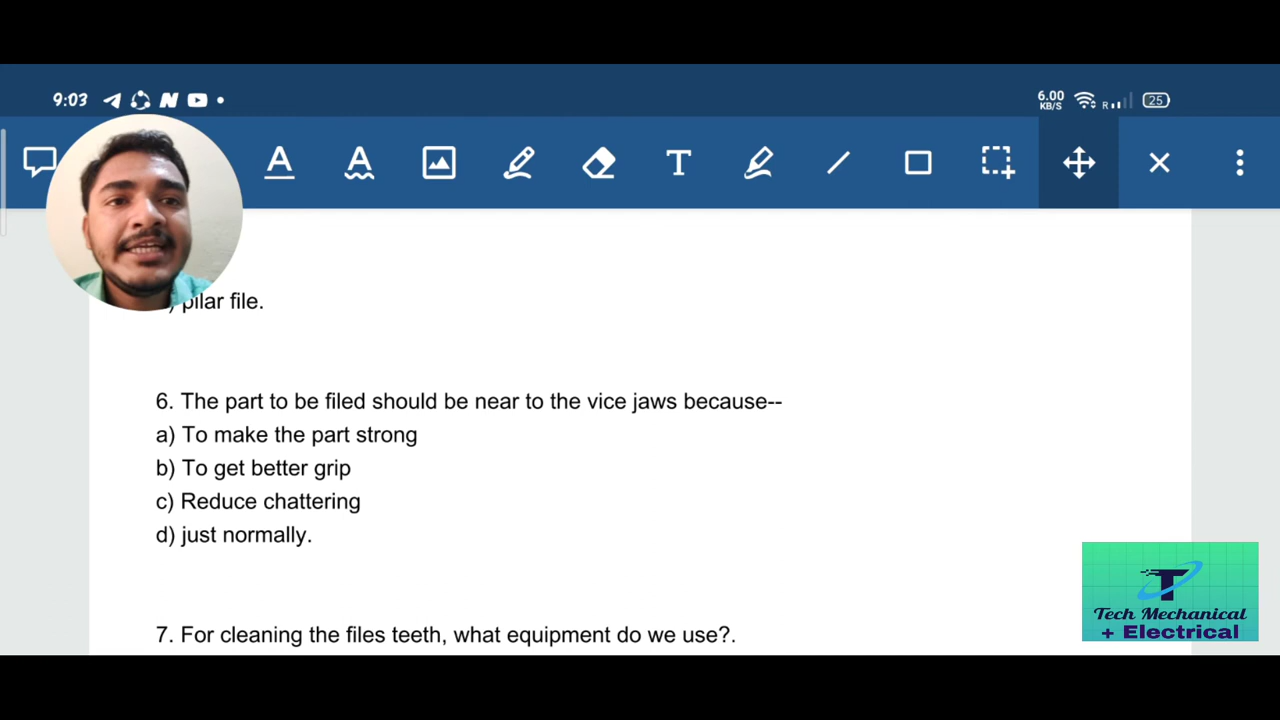 9:03
6.00
KB/S
R
25
A
A
T
pilar file.
6. The part to be filed should be near to the vice jaws because--
a) To make the part strong
b) To get better grip
c) Reduce chattering
d) just normally.
7. For cleaning the files teeth, what equipment do we use?.
T
Tech Mechanical
+ Electrical